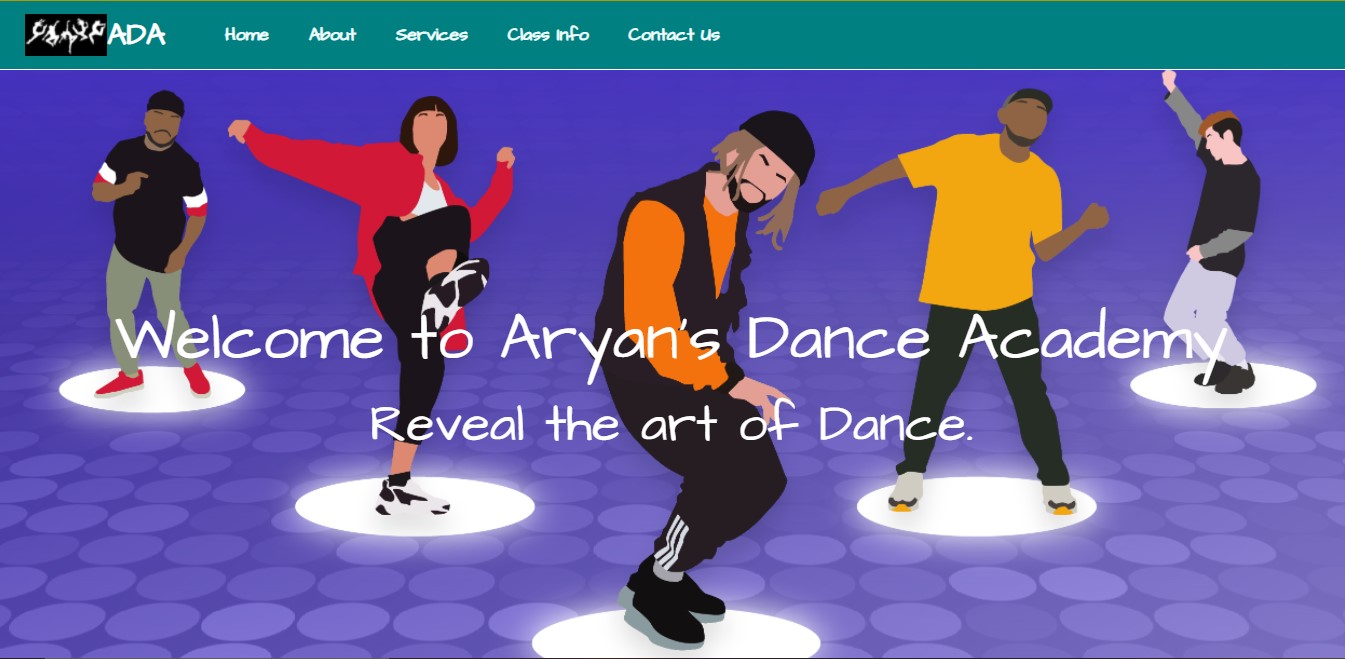 ADA Home About Services Class Info Contact Us
Welcome to Aryan's Dance Academy
Reveal the art of Dance.